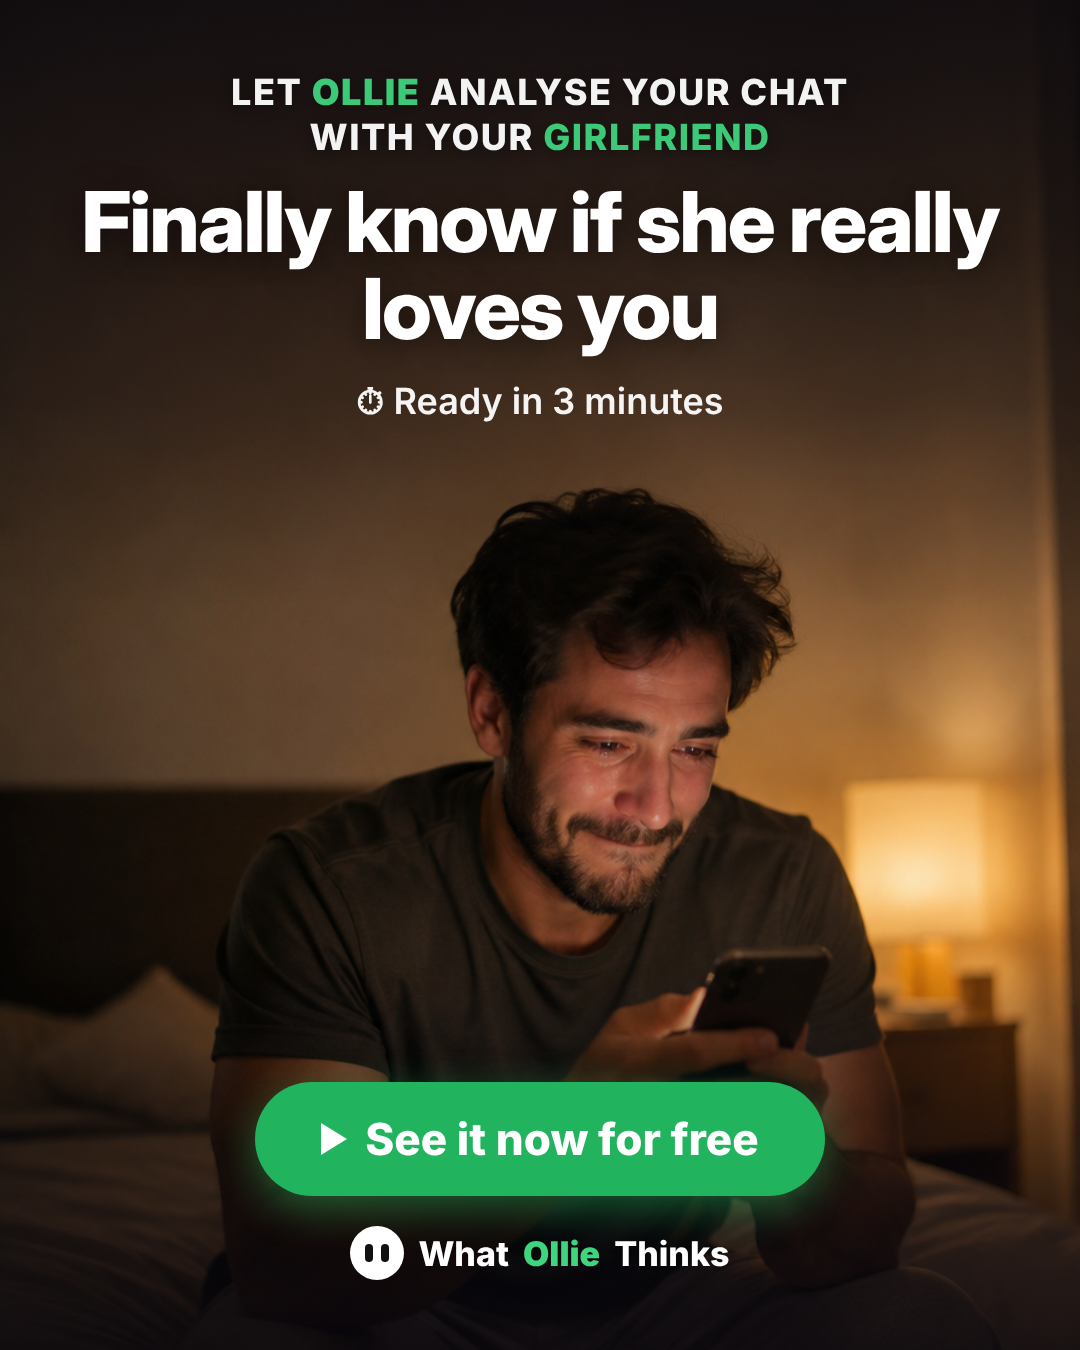 LET OLLIE ANALYSE YOUR CHAT
WITH YOUR GIRLFRIEND
Finally know if she really
loves you
⏱ Ready in 3 minutes
▶ See it now for free
What Ollie Thinks